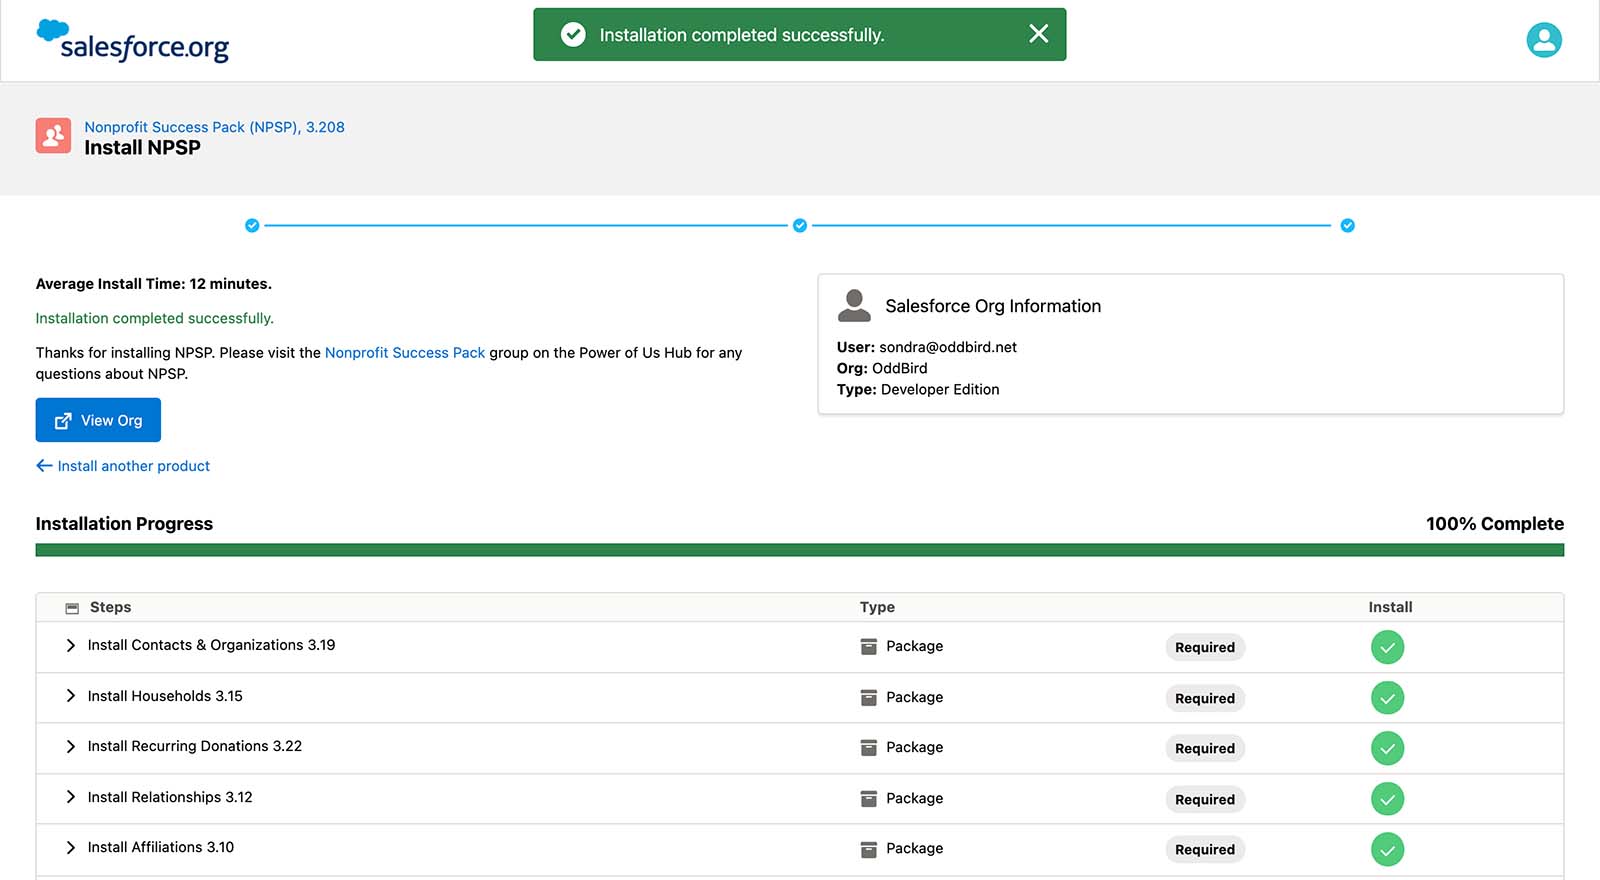 salesforce.org
Installation completed successfully.
Nonprofit Success Pack (NPSP), 3.208
Install NPSP
Average Install Time: 12 minutes.
Installation completed successfully.
Thanks for installing NPSP. Please visit the Nonprofit Success Pack group on the Power of Us Hub for any
questions about NPSP.
View Org
Install another product
Salesforce Org Information
User: sondra@oddbird.net
Org: OddBird
Type: Developer Edition
Installation Progress
100% Complete
Steps Type Install
Install Contacts & Organizations 3.19 Package Required
Install Households 3.15 Package Required
Install Recurring Donations 3.22 Package Required
Install Relationships 3.12 Package Required
Install Affiliations 3.10 Package Required